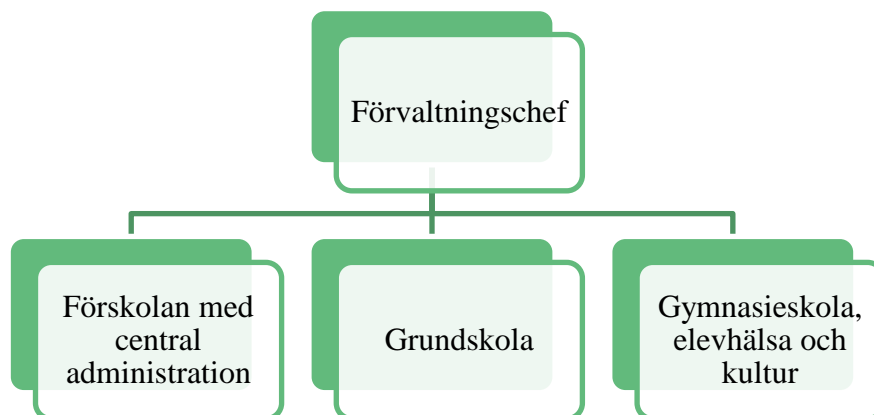 Förvaltningschef
Förskolan med
central
administration
Grundskola
Gymnasieskola,
elevhälsa och
kultur